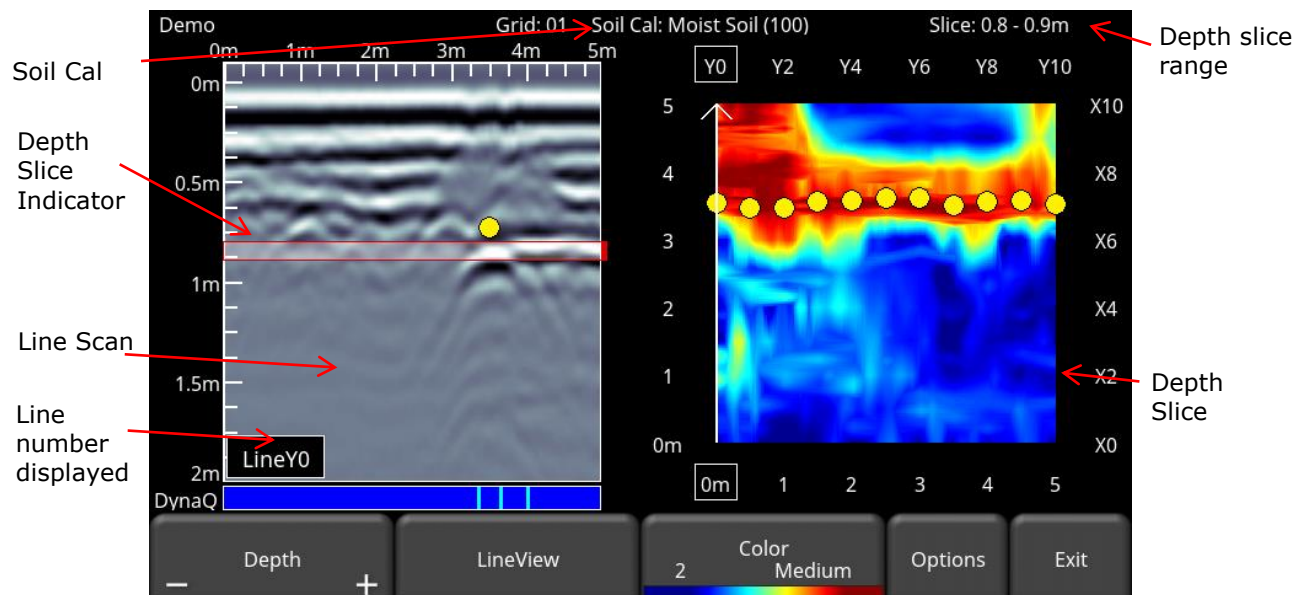 Demo
Grid: 01
Soil Cal: Moist Soil (100)
Slice: 0.8 - 0.9m
Soil Cal
Depth slice
range
0m 1m 2m 3m 4m 5m
Y0 Y2 Y4 Y6 Y8 Y10
0m
0.5m
1m
1.5m
2m
Depth
Slice
Indicator
Line Scan
Line
number
displayed
LineY0
DynaQ
5
4
3
2
1
0m
X10
X8
X6
X4
X2
X0
Depth
Slice
0m 1 2 3 4 5
Depth
– +
LineView
Color
2 Medium
Options
Exit